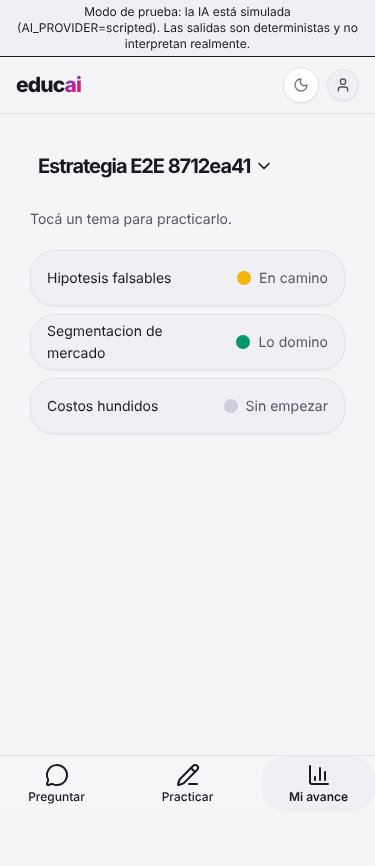 Modo de prueba: la IA está simulada
(AI_PROVIDER=scripted). Las salidas son deterministas y no
interpretan realmente.
educai
Estrategia E2E 8712ea41
Tocá un tema para practicarlo.
Hipotesis falsables
En camino
Segmentacion de
mercado
Lo domino
Costos hundidos
Sin empezar
Preguntar
Practicar
Mi avance